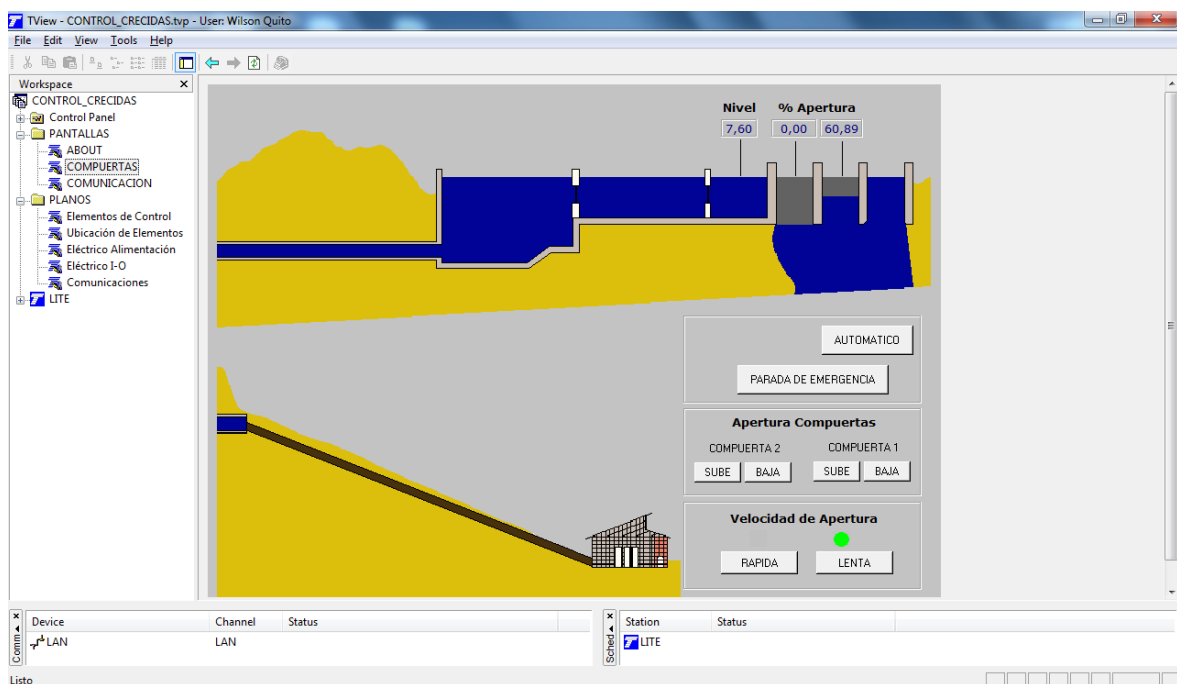 TView - CONTROL_CRECIDAS.tvp - User: Wilson Quito
File Edit View Tools Help
Workspace
CONTROL_CRECIDAS
Control Panel
PANTALLAS
ABOUT
COMPUERTAS
COMUNICACION
PLANOS
Elementos de Control
Ubicación de Elementos
Eléctrico Alimentación
Eléctrico I-O
Comunicaciones
LITE
Nivel % Apertura
7,60 0,00 60,89
AUTOMATICO
PARADA DE EMERGENCIA
Apertura Compuertas
COMPUERTA 2 COMPUERTA 1
SUBE BAJA SUBE BAJA
Velocidad de Apertura
RAPIDA LENTA
Comm
Device Channel Status
LAN LAN
Sched
Station Status
LITE
Listo